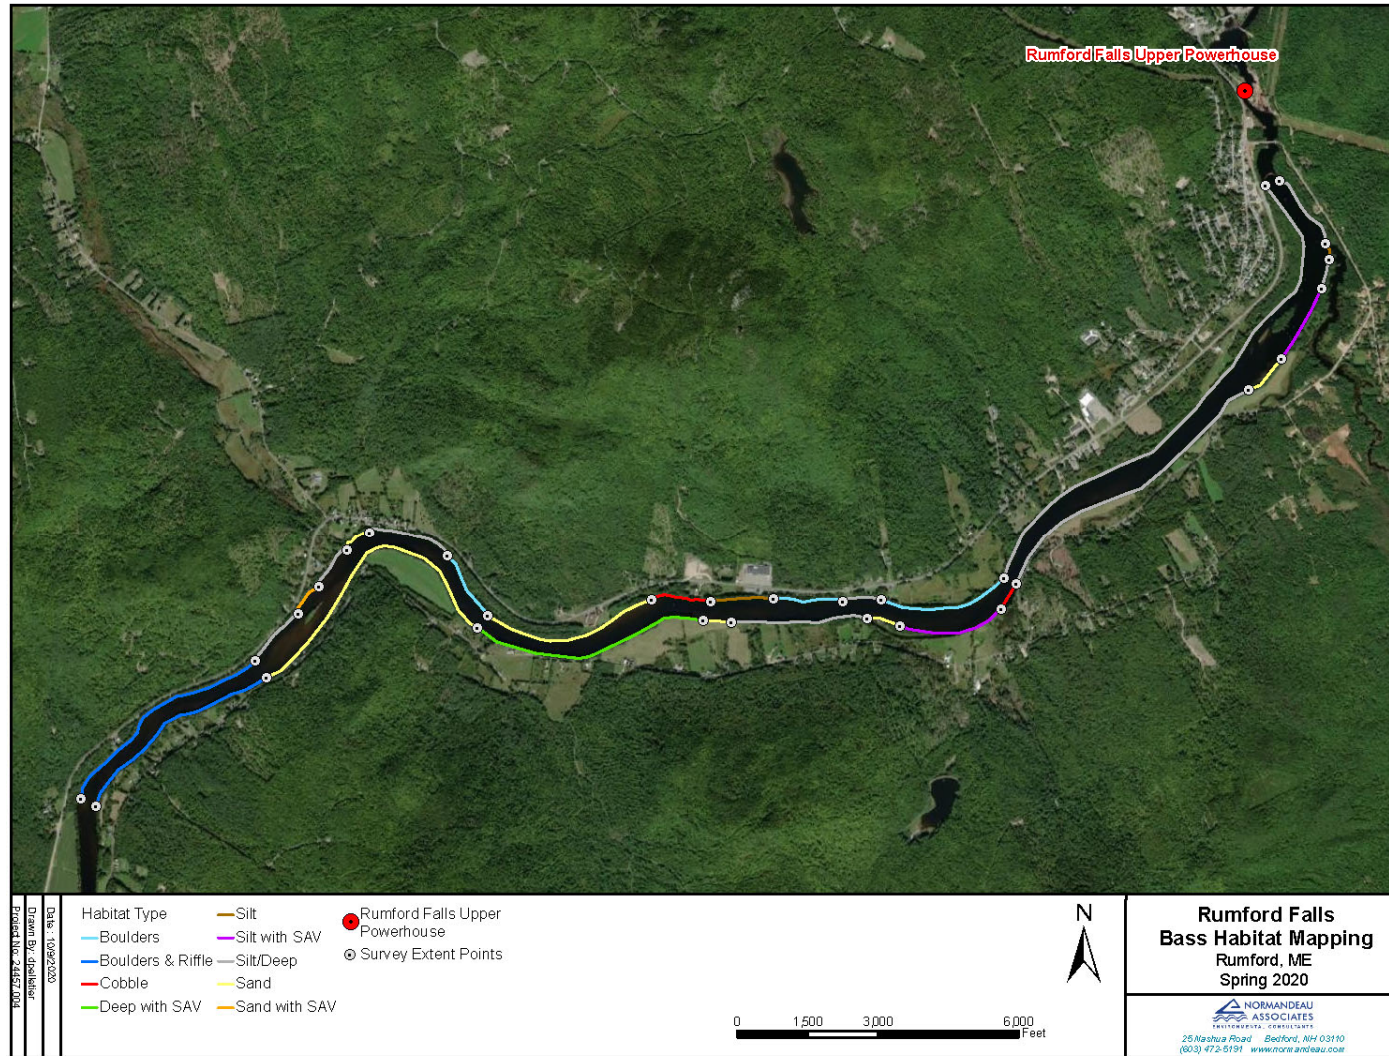 Rumford Falls Upper Powerhouse
Date : 10/9/2020
Drawn By: dpelletier
Project No: 24457.004
Habitat Type
Boulders
Boulders & Riffle
Cobble
Deep with SAV
Silt
Silt with SAV
Silt/Deep
Sand
Sand with SAV
Rumford Falls Upper
Powerhouse
Survey Extent Points
N
0 1,500 3,000 6,000
Feet
Rumford Falls
Bass Habitat Mapping
Rumford, ME
Spring 2020
NORMANDEAU
ASSOCIATES
ENVIRONMENTAL CONSULTANTS
25 Nashua Road Bedford, NH 03110
(603) 472-5191 www.normandeau.com